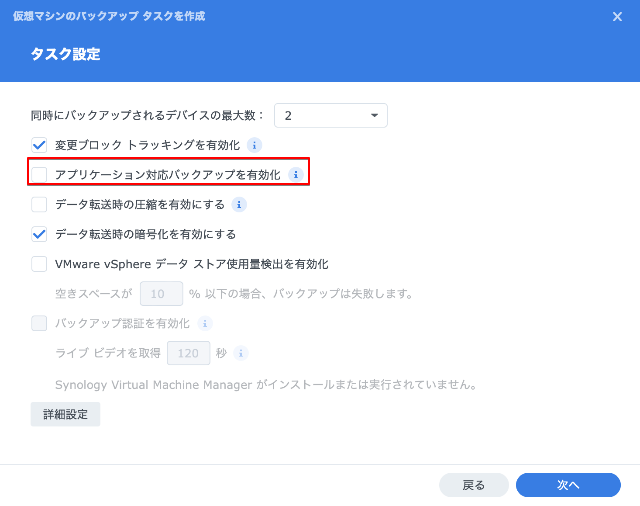 仮想マシンのバックアップ タスクを作成
タスク設定
同時にバックアップされるデバイスの最大数： 2
変更ブロック トラッキングを有効化
アプリケーション対応バックアップを有効化
データ転送時の圧縮を有効にする
データ転送時の暗号化を有効にする
VMware vSphere データ ストア使用量検出を有効化
空きスペースが 10 % 以下の場合、バックアップは失敗します。
バックアップ認証を有効化
ライブ ビデオを取得 120 秒
Synology Virtual Machine Manager がインストールまたは実行されていません。
詳細設定
戻る 次へ